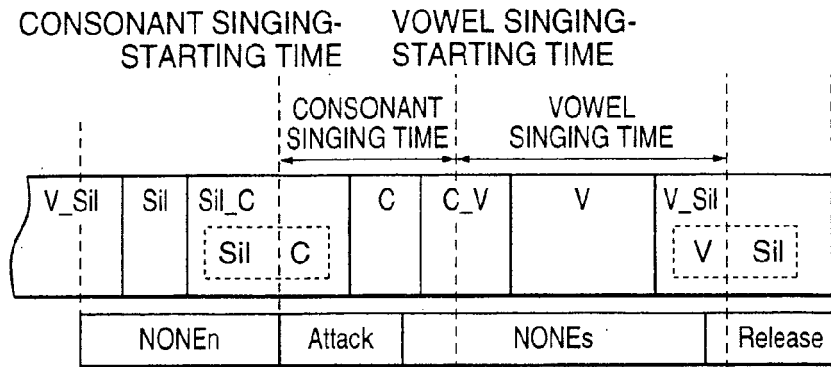 CONSONANT SINGING-
STARTING TIME
VOWEL SINGING-
STARTING TIME
CONSONANT
SINGING TIME
VOWEL
SINGING TIME
V_Sil Sil Sil_C C C_V V V_Sil
Sil C V Sil
NONEn Attack NONEs Release